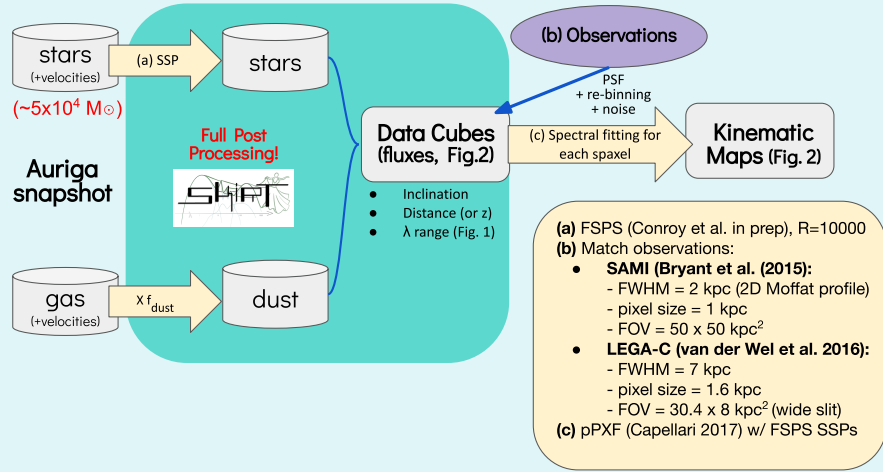 stars
(+velocities)
(~5x10⁴ M☉)
(a) SSP
stars
(b) Observations
PSF
+ re-binning
+ noise
Full Post
Processing!
SKIRT
Auriga
snapshot
Data Cubes
(fluxes, Fig.2)
● Inclination
● Distance (or z)
● λ range (Fig. 1)
(c) Spectral fitting for
each spaxel
Kinematic
Maps (Fig. 2)
gas
(+velocities)
X f_dust
dust
(a) FSPS (Conroy et al. in prep), R=10000
(b) Match observations:
● SAMI (Bryant et al. (2015):
- FWHM = 2 kpc (2D Moffat profile)
- pixel size = 1 kpc
- FOV = 50 x 50 kpc²
● LEGA-C (van der Wel et al. 2016):
- FWHM = 7 kpc
- pixel size = 1.6 kpc
- FOV = 30.4 x 8 kpc² (wide slit)
(c) pPXF (Capellari 2017) w/ FSPS SSPs